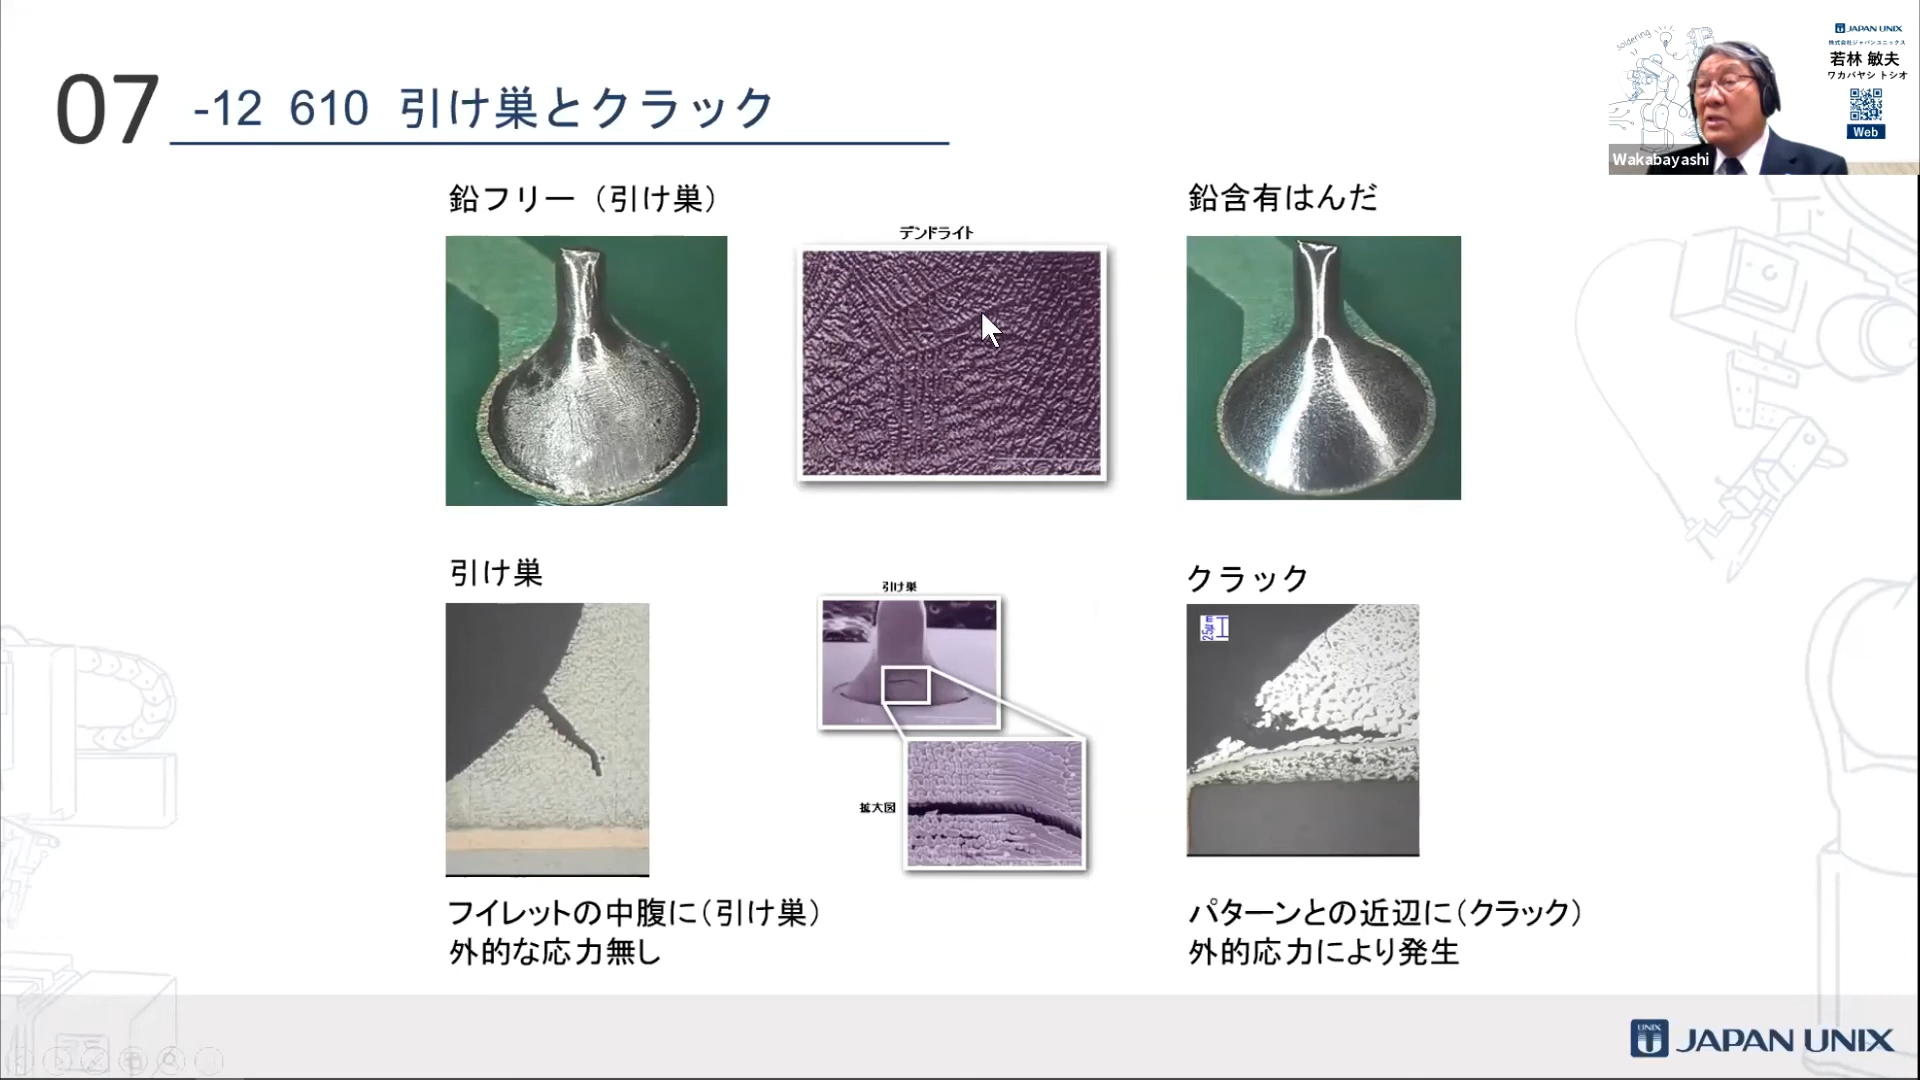 07 -12 610 引け巣とクラック
soldering
JAPAN UNIX
株式会社ジャパンユニックス
若林 敏夫
ワカバヤシ トシオ
Web
Wakabayashi
鉛フリー（引け巣）
デンドライト
鉛含有はんだ
引け巣
引け巣
拡大図
クラック
25μm
フイレットの中腹に（引け巣）
外的な応力無し
パターンとの近辺に（クラック）
外的応力により発生
UNIX
JAPAN UNIX